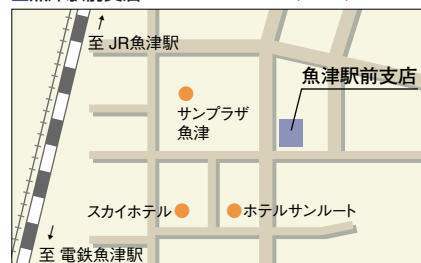 至 JR魚津駅
魚津駅前支店
サンプラザ
魚津
スカイホテル
ホテルサンルート
至 電鉄魚津駅